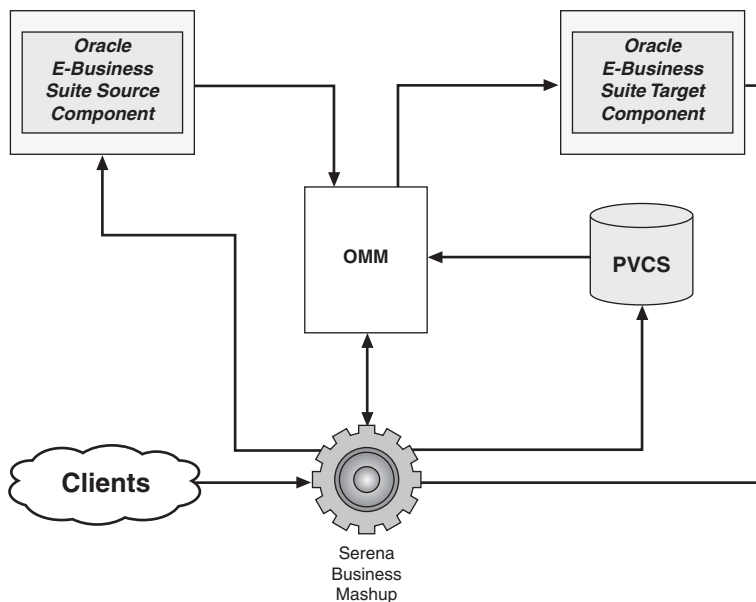 Oracle
E-Business
Suite Source
Component
Oracle
E-Business
Suite Target
Component
OMM
PVCS
Clients
Serena
Business
Mashup